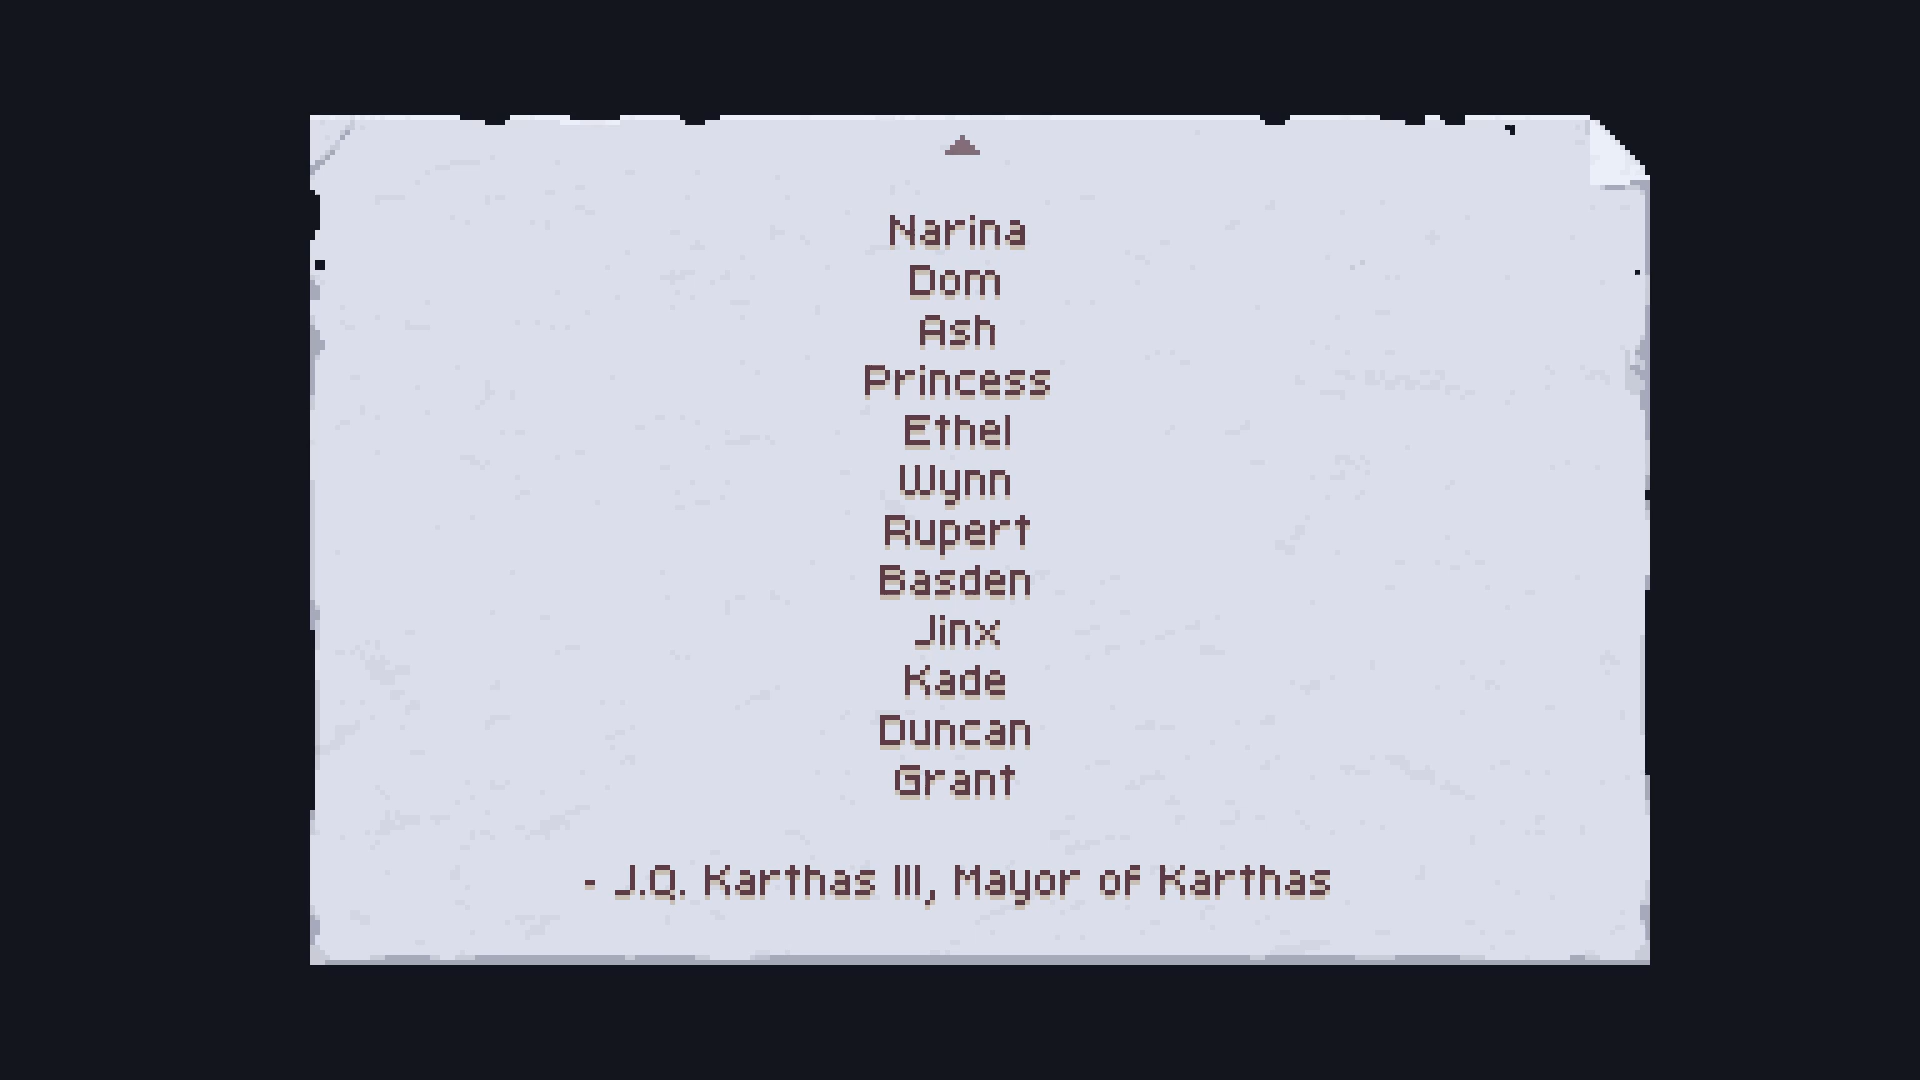 Narina
Dom
Ash
Princess
Ethel
Wynn
Rupert
Basden
Jinx
Kade
Duncan
Grant
- J.Q. Karthas III, Mayor of Karthas